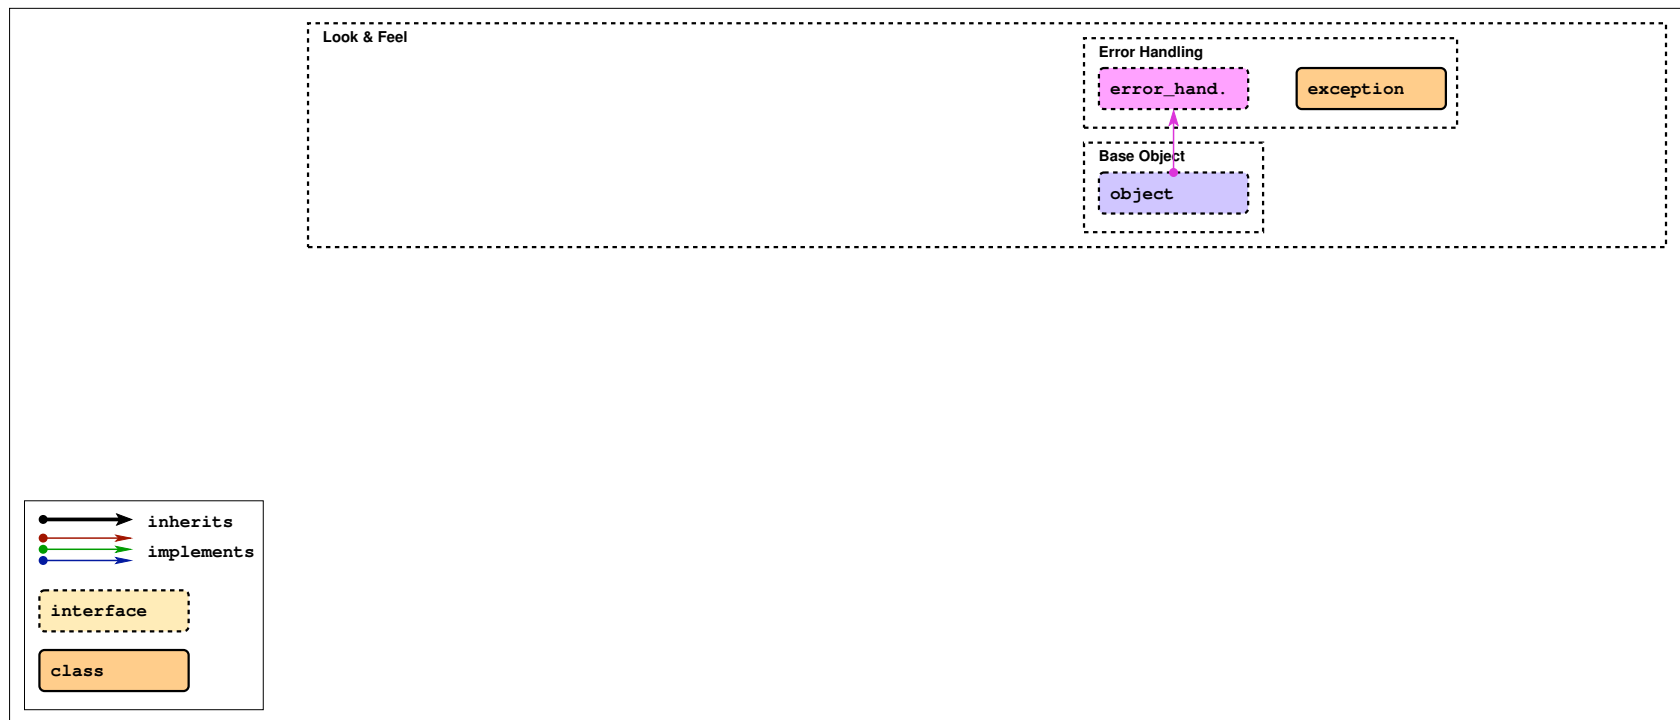 Look & Feel
Error Handling
error_hand.
exception
Base Object
object
inherits
implements
interface
class